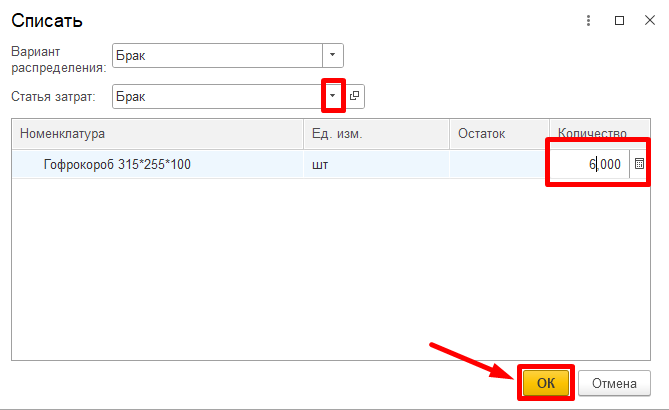 Списать
Вариант
распределения: Брак
Статья затрат: Брак
Номенклатура Ед. изм. Остаток Количество
Гофрокороб 315*255*100 шт 6,000
ОК Отмена